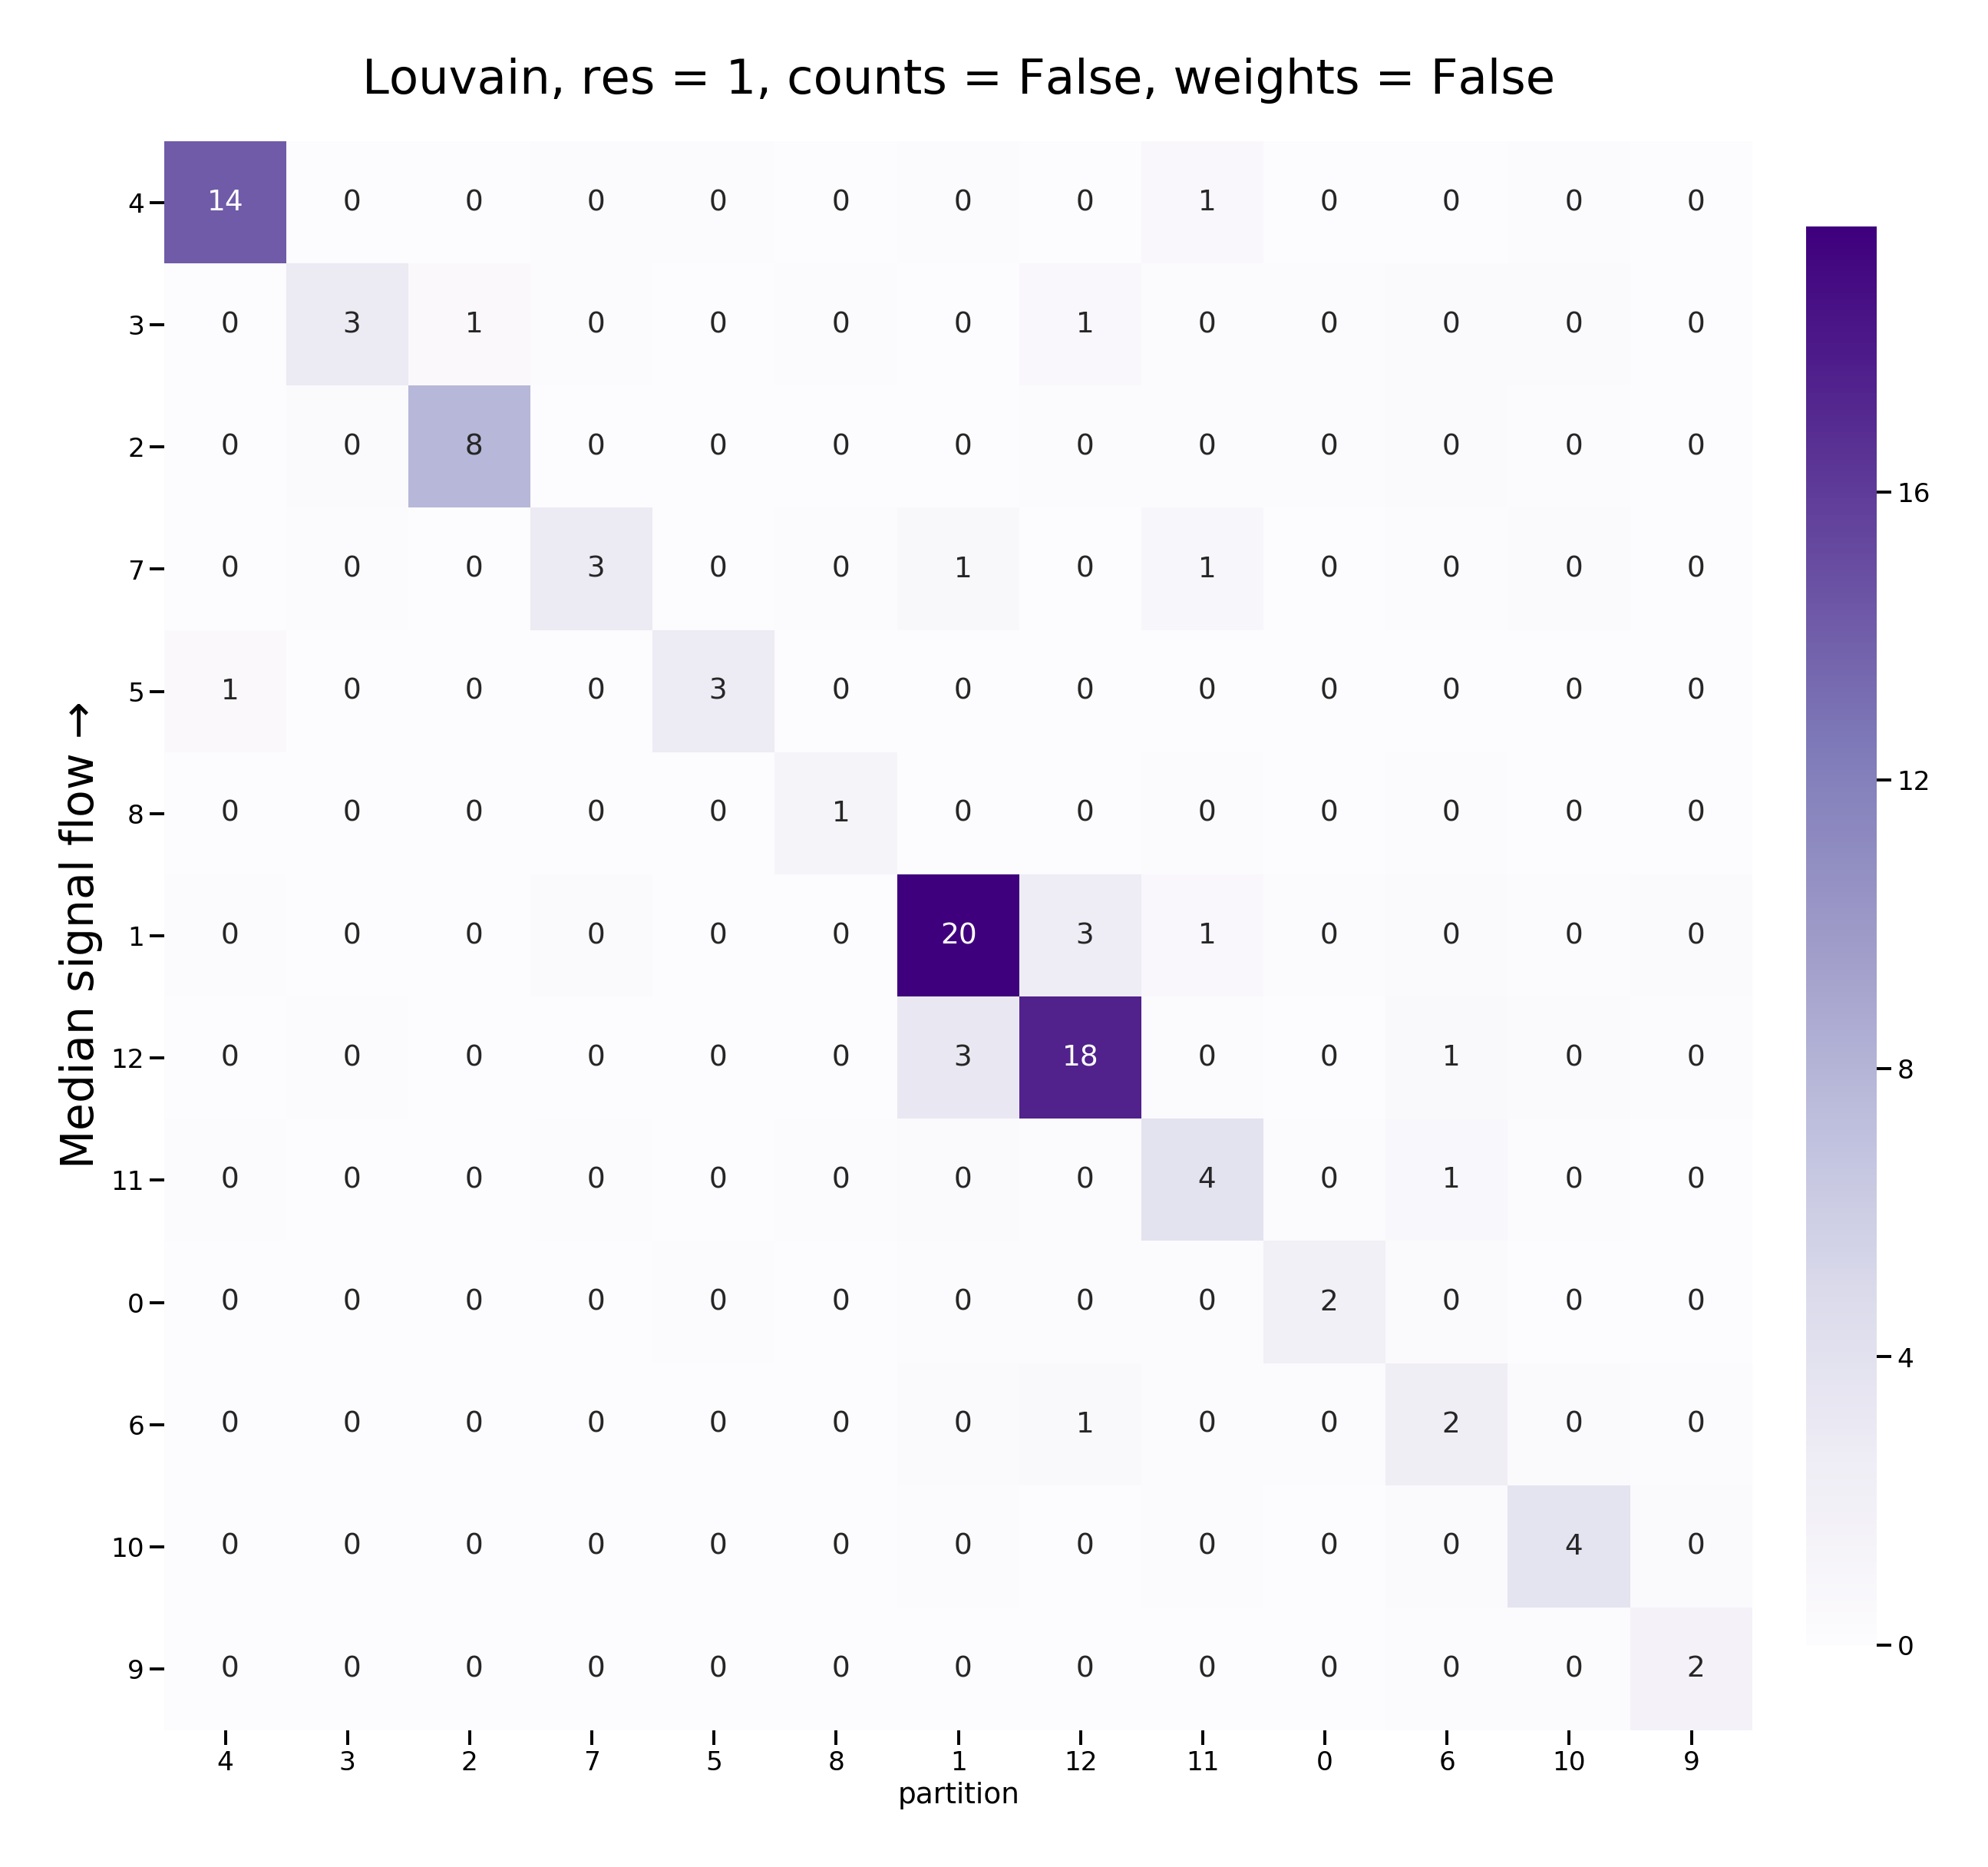 Louvain, res = 1, counts = False, weights = False
4 14 0 0 0 0 0 0 0 1 0 0 0 0
3 0 3 1 0 0 0 0 1 0 0 0 0 0
2 0 0 8 0 0 0 0 0 0 0 0 0 0
7 0 0 0 3 0 0 1 0 1 0 0 0 0
5 1 0 0 0 3 0 0 0 0 0 0 0 0
8 0 0 0 0 0 1 0 0 0 0 0 0 0
1 0 0 0 0 0 0 20 3 1 0 0 0 0
12 0 0 0 0 0 0 3 18 0 0 1 0 0
11 0 0 0 0 0 0 0 0 4 0 1 0 0
0 0 0 0 0 0 0 0 0 0 2 0 0 0
6 0 0 0 0 0 0 0 1 0 0 2 0 0
10 0 0 0 0 0 0 0 0 0 0 0 4 0
9 0 0 0 0 0 0 0 0 0 0 0 0 2
4 3 2 7 5 8 1 12 11 0 6 10 9
partition
Median signal flow →
16
12
8
4
0